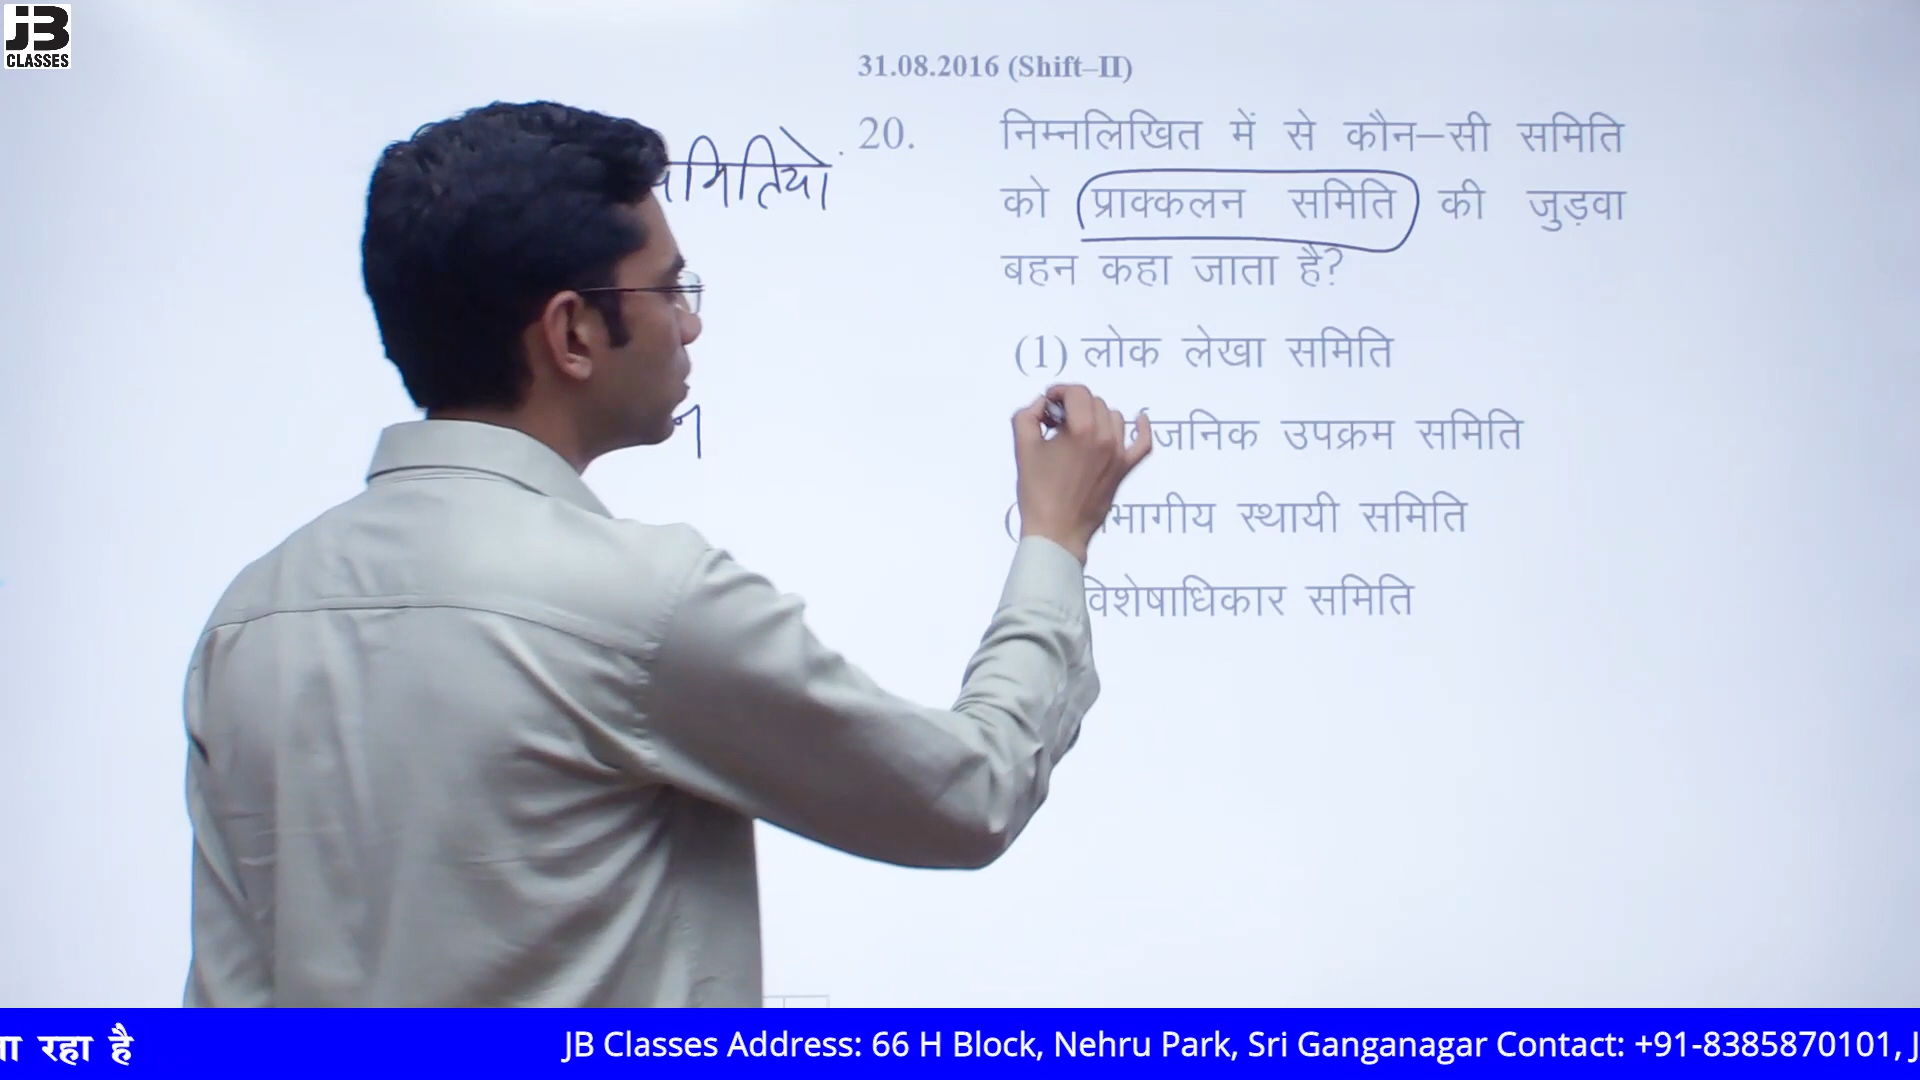 JB
CLASSES
31.08.2016 (Shift–II)
20. निम्नलिखित में से कौन–सी समिति
को प्राक्कलन समिति की जुड़वा
बहन कहा जाता है?
(1) लोक लेखा समिति
उपक्रम समिति
स्थायी समिति
विशेषाधिकार समिति
रहा है
JB Classes Address: 66 H Block, Nehru Park, Sri Ganganagar Contact: +91-8385870101, J